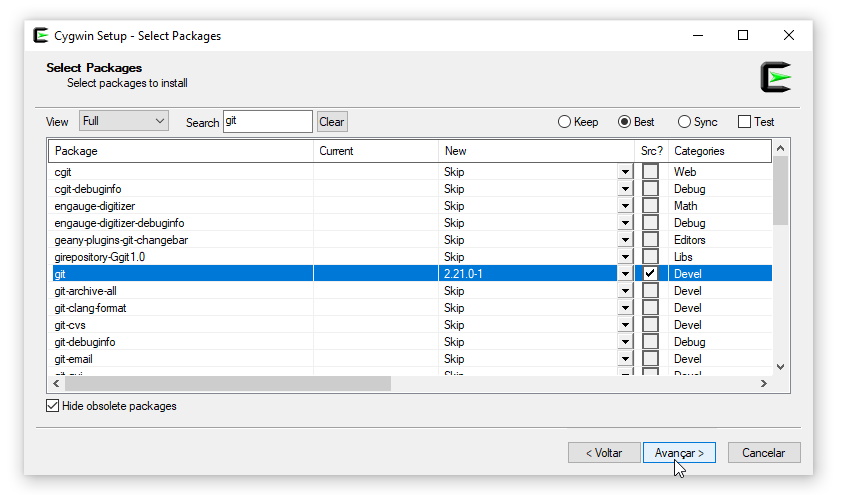 Cygwin Setup - Select Packages
Select Packages
Select packages to install
View Full Search git Clear Keep Best Sync Test
Package Current New Src? Categories
cgit Skip Web
cgit-debuginfo Skip Debug
engauge-digitizer Skip Math
engauge-digitizer-debuginfo Skip Debug
geany-plugins-git-changebar Skip Editors
girepository-Ggit1.0 Skip Libs
git 2.21.0-1 Devel
git-archive-all Skip Devel
git-clang-format Skip Devel
git-cvs Skip Devel
git-debuginfo Skip Debug
git-email Skip Devel
Hide obsolete packages
< Voltar Avançar > Cancelar